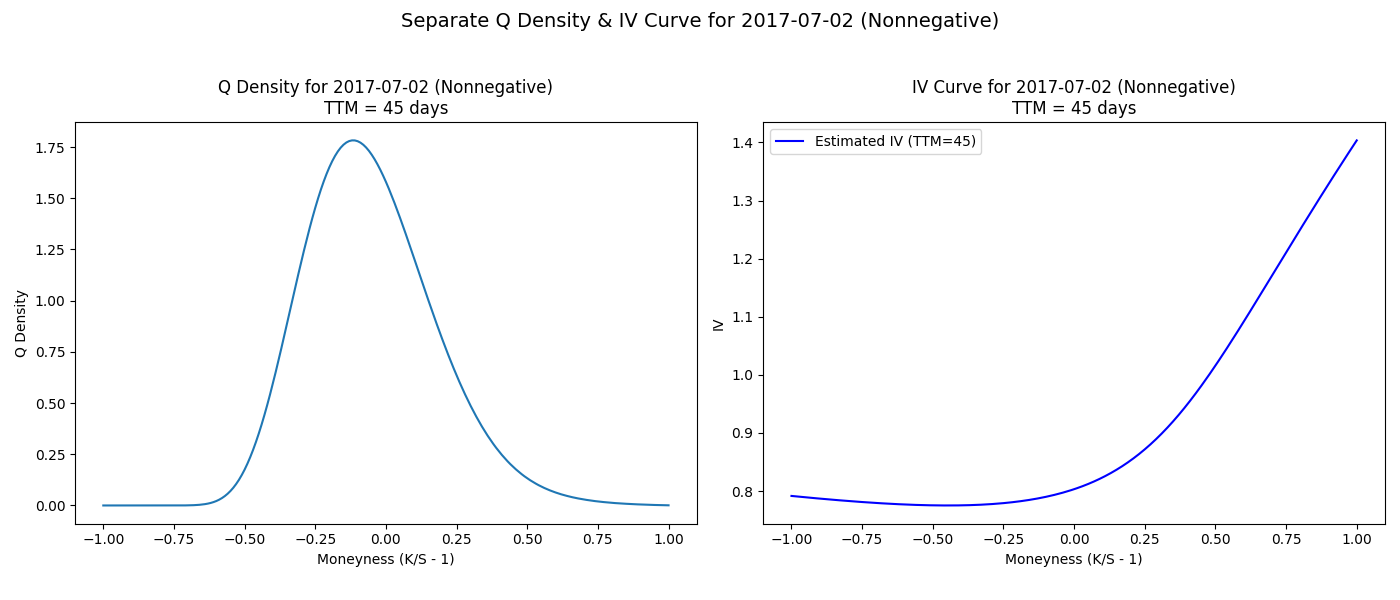 Separate Q Density & IV Curve for 2017-07-02 (Nonnegative)
Q Density for 2017-07-02 (Nonnegative)
TTM = 45 days
Q Density
1.75
1.50
1.25
1.00
0.75
0.50
0.25
0.00
−1.00 −0.75 −0.50 −0.25 0.00 0.25 0.50 0.75 1.00
Moneyness (K/S - 1)
IV Curve for 2017-07-02 (Nonnegative)
TTM = 45 days
Estimated IV (TTM=45)
IV
1.4
1.3
1.2
1.1
1.0
0.9
0.8
−1.00 −0.75 −0.50 −0.25 0.00 0.25 0.50 0.75 1.00
Moneyness (K/S - 1)